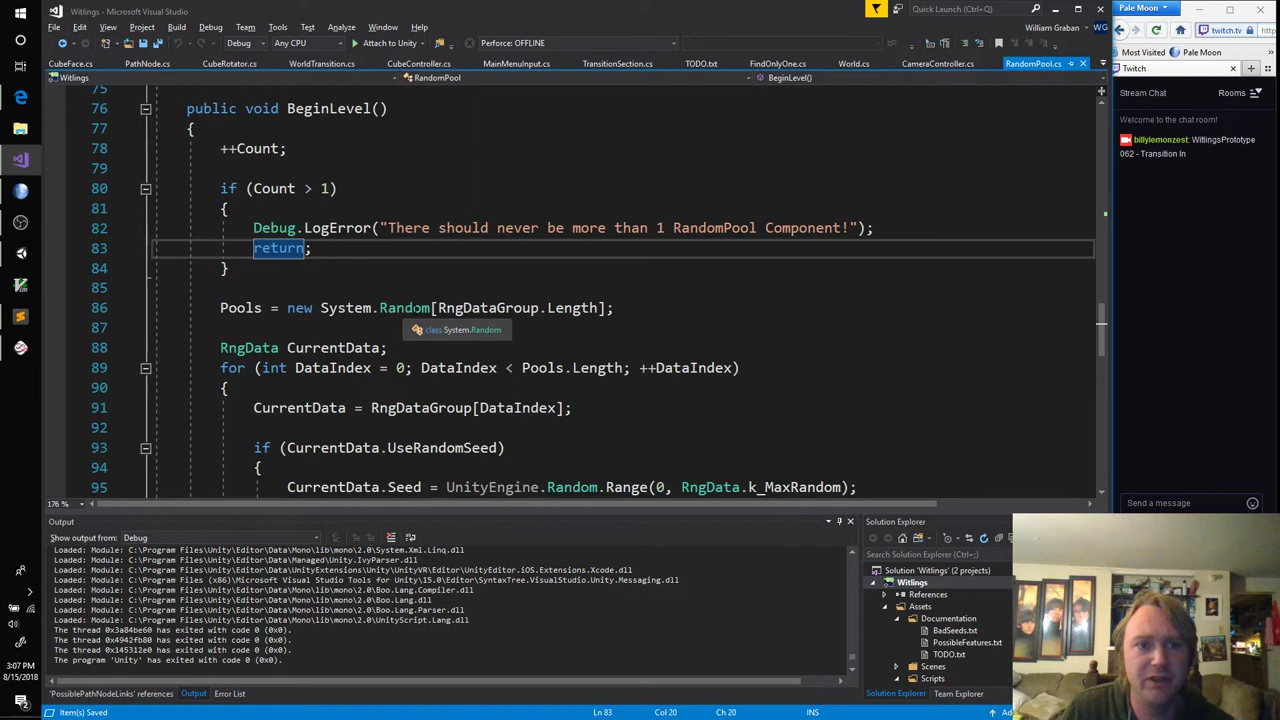 Witlings - Microsoft Visual Studio
Quick Launch (Ctrl+Q)
File Edit View Project Build Debug Team Tools Analyze Window Help
William Graban WG
Debug Any CPU Attach to Unity Perforce: OFFLINE
CubeFace.cs PathNode.cs CubeRotator.cs WorldTransition.cs CubeController.cs MainMenuInput.cs TransitionSection.cs TODO.txt FindOnlyOne.cs World.cs CameraController.cs RandomPool.cs
Witlings RandomPool BeginLevel()
75
76 public void BeginLevel()
77 {
78 ++Count;
79
80 if (Count > 1)
81 {
82 Debug.LogError("There should never be more than 1 RandomPool Component!");
83 return;
84 }
85
86 Pools = new System.Random[RngDataGroup.Length];
class System.Random
87
88 RngData CurrentData;
89 for (int DataIndex = 0; DataIndex < Pools.Length; ++DataIndex)
90 {
91 CurrentData = RngDataGroup[DataIndex];
92
93 if (CurrentData.UseRandomSeed)
94 {
95 CurrentData.Seed = UnityEngine.Random.Range(0, RngData.k_MaxRandom);
176 %
Output
Show output from: Debug
Loaded: Module: C:\Program Files\Unity\Editor\Data\Mono\lib\mono\2.0\System.Xml.Linq.dll
Loaded: Module: C:\Program Files\Unity\Editor\Data\Managed\Unity.IvyParser.dll
Loaded: Module: C:\Program Files\Unity\Editor\Data\UnityExtensions\Unity\UnityVR\Editor\UnityEditor.iOS.Extensions.Xcode.dll
Loaded: Module: C:\Program Files (x86)\Microsoft Visual Studio Tools for Unity\15.0\Editor\SyntaxTree.VisualStudio.Unity.Messaging.dll
Loaded: Module: C:\Program Files\Unity\Editor\Data\Mono\lib\mono\2.0\Boo.Lang.Compiler.dll
Loaded: Module: C:\Program Files\Unity\Editor\Data\Mono\lib\mono\2.0\Boo.Lang.dll
Loaded: Module: C:\Program Files\Unity\Editor\Data\Mono\lib\mono\2.0\Boo.Lang.Parser.dll
Loaded: Module: C:\Program Files\Unity\Editor\Data\Mono\lib\mono\2.0\UnityScript.Lang.dll
The thread 0x3a84be60 has exited with code 0 (0x0).
The thread 0x4942fb80 has exited with code 0 (0x0).
The thread 0x145312e0 has exited with code 0 (0x0).
The program 'Unity' has exited with code 0 (0x0).
'PossiblePathNodeLinks' references Output Error List
Item(s) Saved Ln 83 Col 20 Ch 20 INS
Solution Explorer
Search Solution Explorer (Ctrl+;)
Solution 'Witlings' (2 projects)
Witlings
References
Assets
Documentation
BadSeeds.txt
PossibleFeatures.txt
TODO.txt
Scenes
Scripts
Solution Explorer Team Explorer
Pale Moon
twitch.tv
Most Visited Pale Moon
Twitch
Stream Chat Rooms
Welcome to the chat room!
billylemonzest: WitlingsPrototype
062 - Transition In
Send a message
3:07 PM
8/15/2018
2